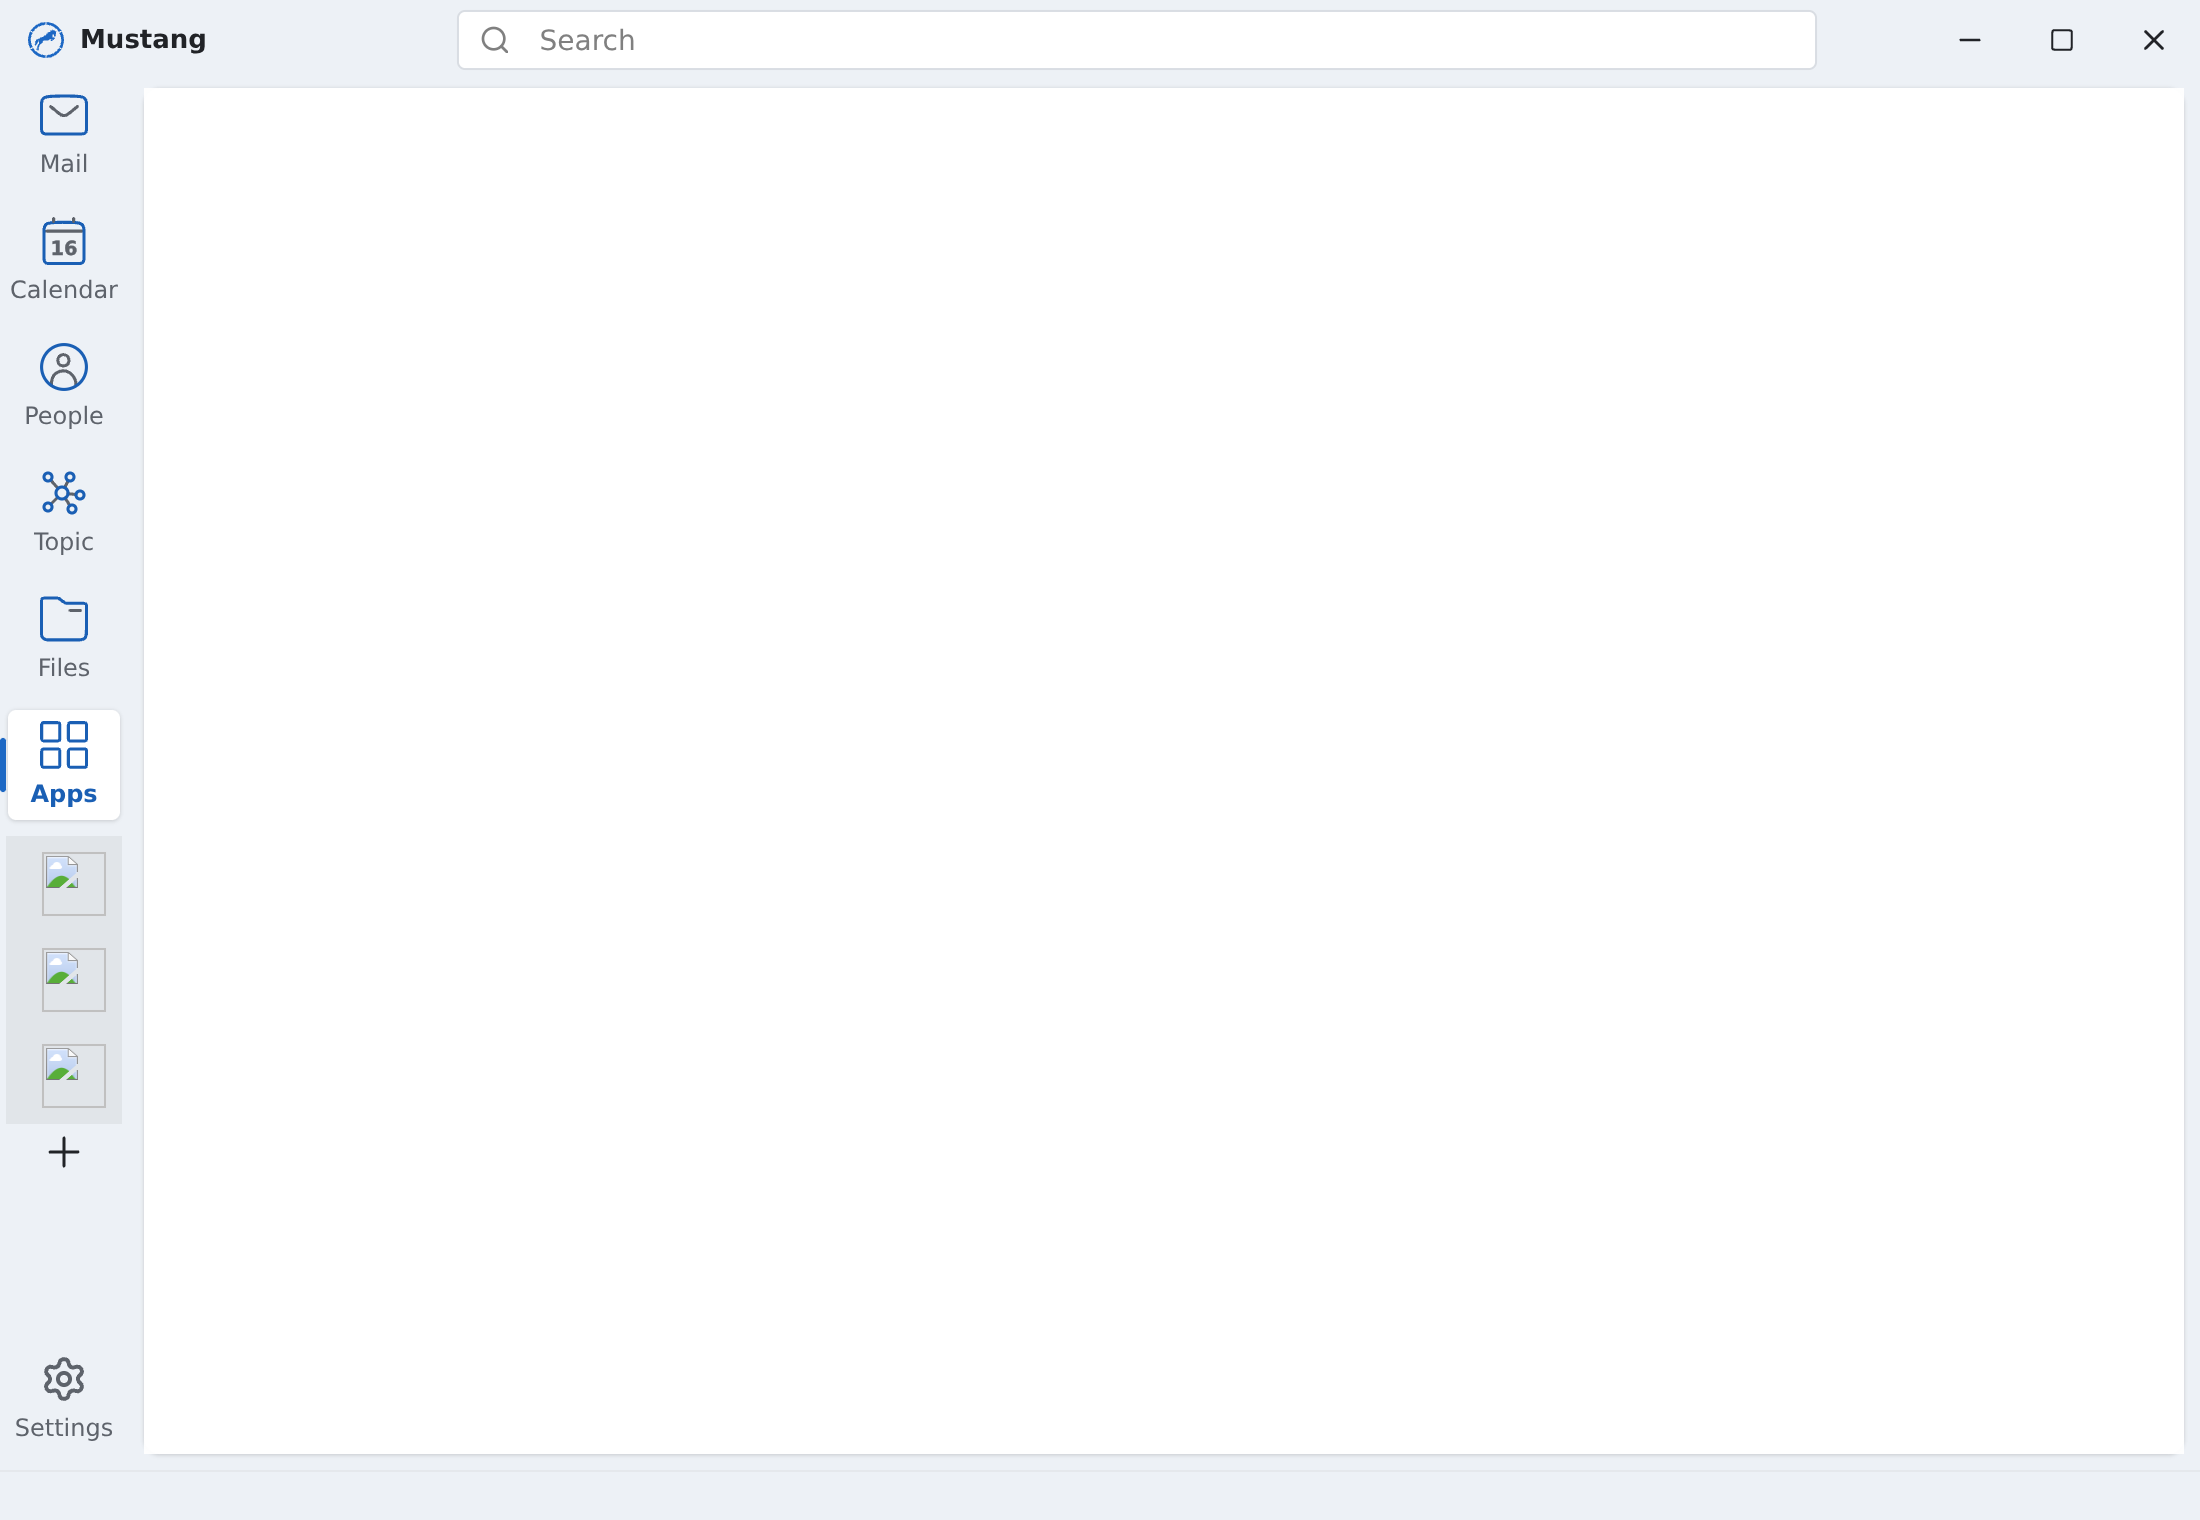 Mustang
Search
Mail
16
Calendar
People
Topic
Files
Apps
Settings